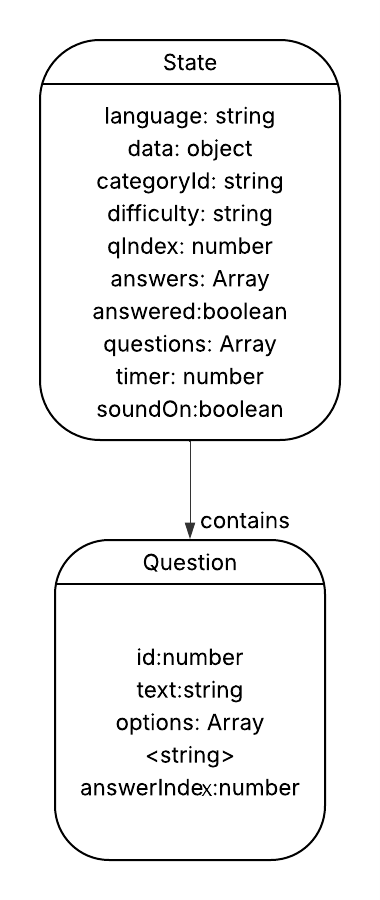 State
language: string
data: object
categoryId: string
difficulty: string
qIndex: number
answers: Array
answered:boolean
questions: Array
timer: number
soundOn:boolean
contains
Question
id:number
text:string
options: Array
<string>
answerIndex:number